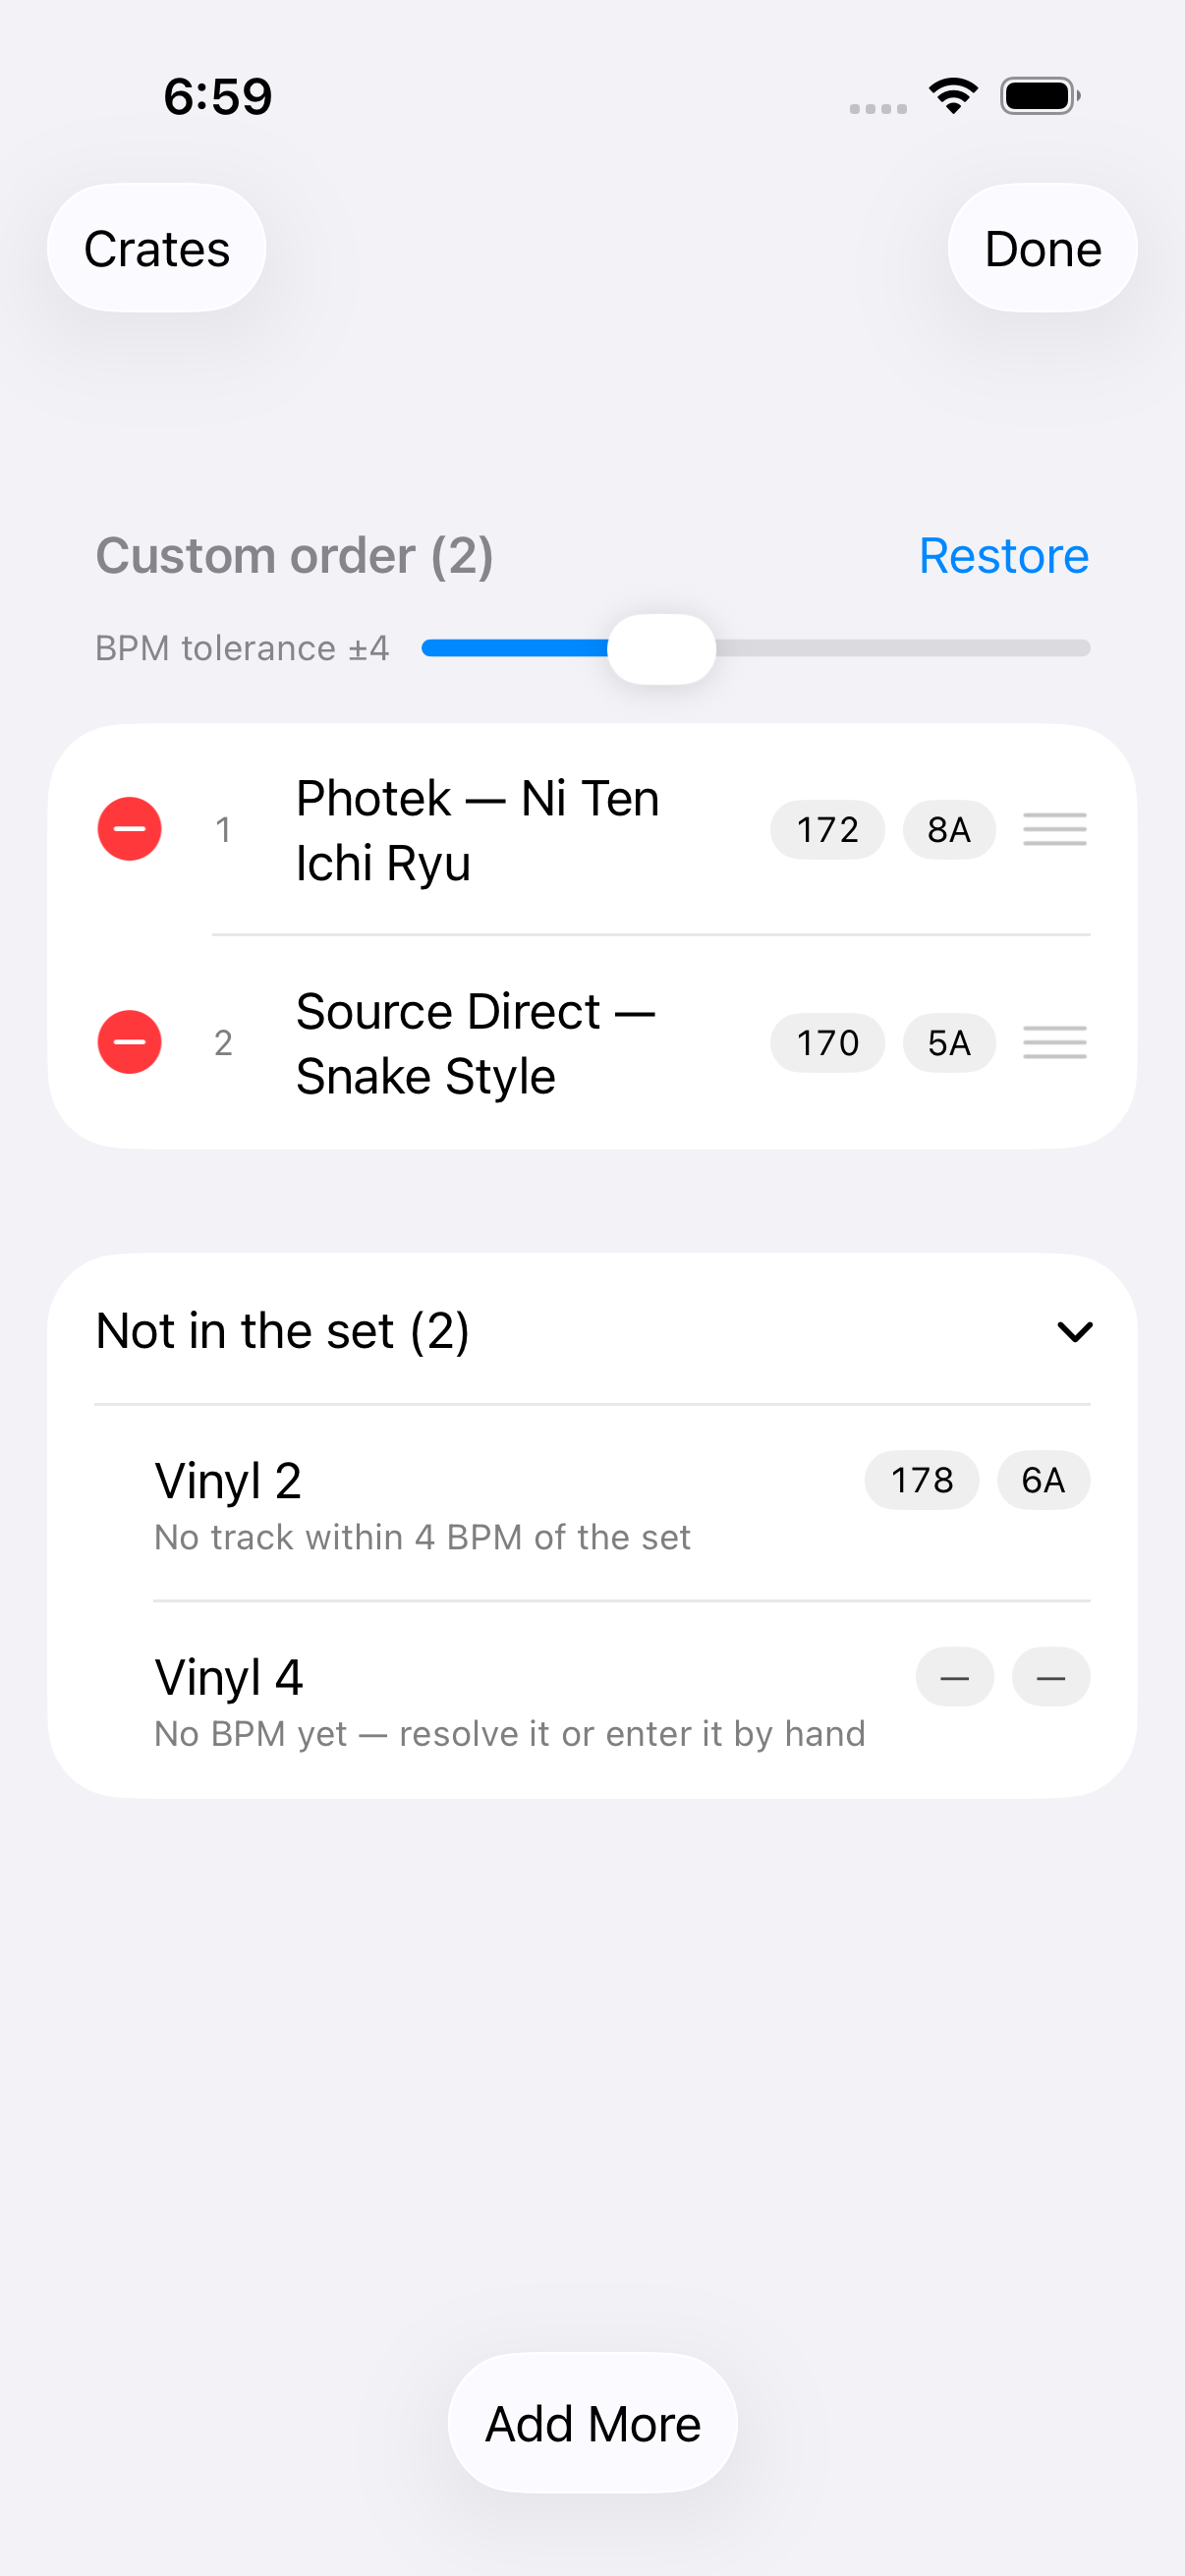 6:59
Crates
Done
Custom order (2)
Restore
BPM tolerance ±4
1
Photek — Ni Ten
Ichi Ryu
172
8A
2
Source Direct —
Snake Style
170
5A
Not in the set (2)
Vinyl 2
178
6A
No track within 4 BPM of the set
Vinyl 4
—
—
No BPM yet — resolve it or enter it by hand
Add More